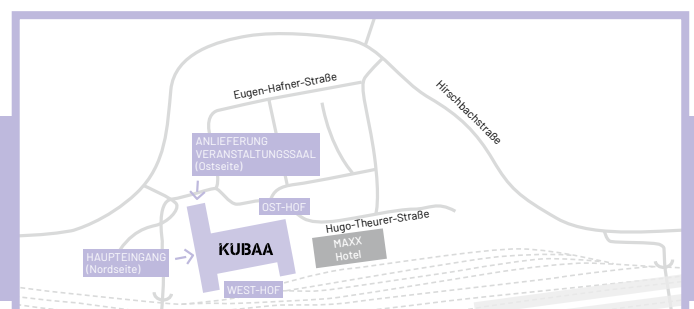 Eugen-Hafner-Straße
Hirschbachstraße
ANLIEFERUNG
VERANSTALTUNGSSAAL
(Ostseite)
OST-HOF
Hugo-Theurer-Straße
MAXX
Hotel
KUBAA
HAUPTEINGANG
(Nordseite)
WEST-HOF